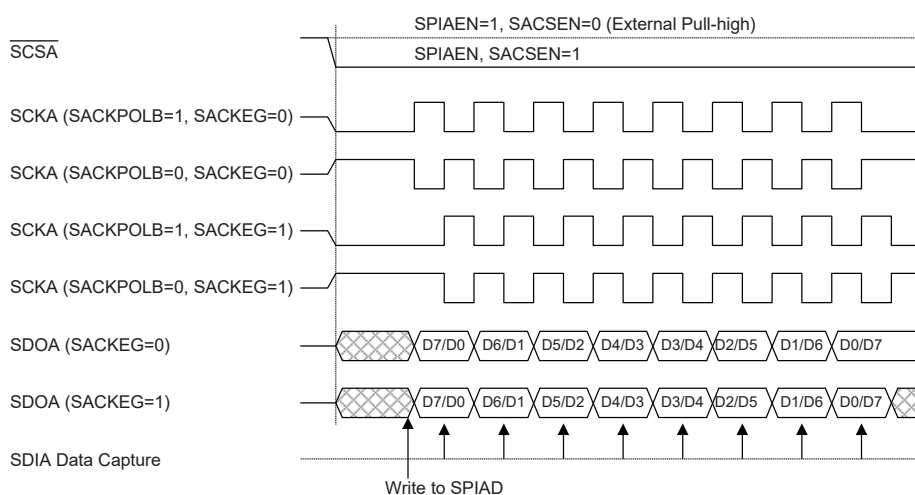 SPIAEN=1, SACSEN=0 (External Pull-high)
SCSA
SPIAEN, SACSEN=1
SCKA (SACKPOLB=1, SACKEG=0)
SCKA (SACKPOLB=0, SACKEG=0)
SCKA (SACKPOLB=1, SACKEG=1)
SCKA (SACKPOLB=0, SACKEG=1)
SDOA (SACKEG=0) D7/D0 D6/D1 D5/D2 D4/D3 D3/D4 D2/D5 D1/D6 D0/D7
SDOA (SACKEG=1) D7/D0 D6/D1 D5/D2 D4/D3 D3/D4 D2/D5 D1/D6 D0/D7
SDIA Data Capture
Write to SPIAD